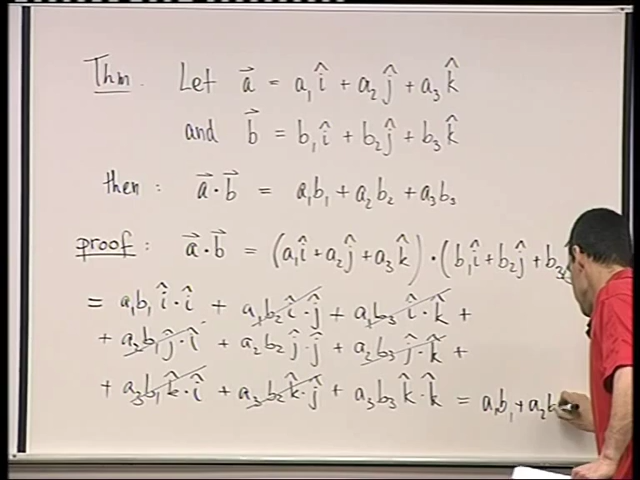 Thm. Let a⃗ = a₁î + a₂ĵ + a₃k̂
and b⃗ = b₁î + b₂ĵ + b₃k̂
then : a⃗ · b⃗ = a₁b₁ + a₂b₂ + a₃b₃
proof : a⃗ · b⃗ = (a₁î + a₂ĵ + a₃k̂) · (b₁î + b₂ĵ + b₃
= a₁b₁ î · î + a₁b₂ î · ĵ + a₁b₃ î · k̂ +
+ a₂b₁ ĵ · î + a₂b₂ ĵ · ĵ + a₂b₃ ĵ · k̂ +
+ a₃b₁ k̂ · î + a₃b₂ k̂ · ĵ + a₃b₃ k̂ · k̂ = a₁b₁ + a₂b